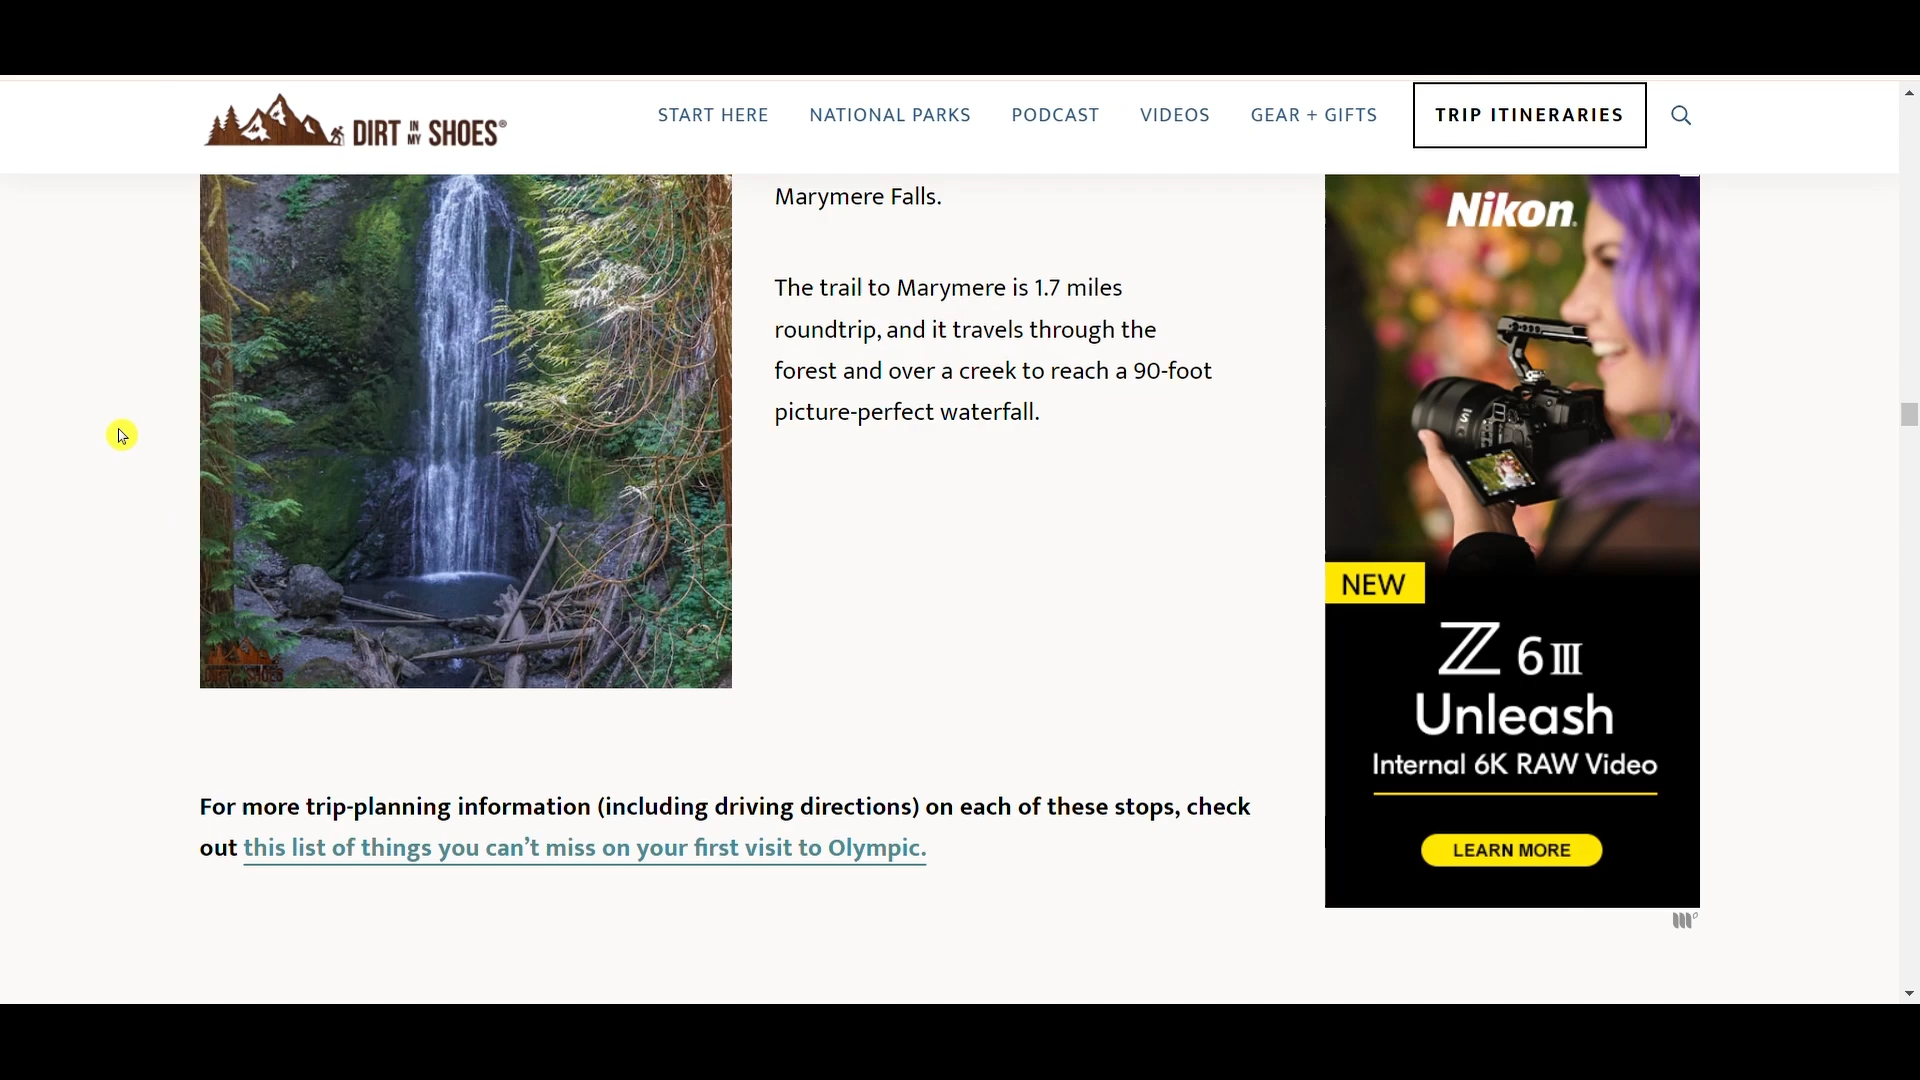 DIRT IN MY SHOES®
START HERE
NATIONAL PARKS
PODCAST
VIDEOS
GEAR + GIFTS
TRIP ITINERARIES
Marymere Falls.
The trail to Marymere is 1.7 miles
roundtrip, and it travels through the
forest and over a creek to reach a 90-foot
picture-perfect waterfall.
DIRT IN MY SHOES
For more trip-planning information (including driving directions) on each of these stops, check
out this list of things you can’t miss on your first visit to Olympic.
Nikon®
S
NEW
Z 6III
Unleash
Internal 6K RAW Video
LEARN MORE